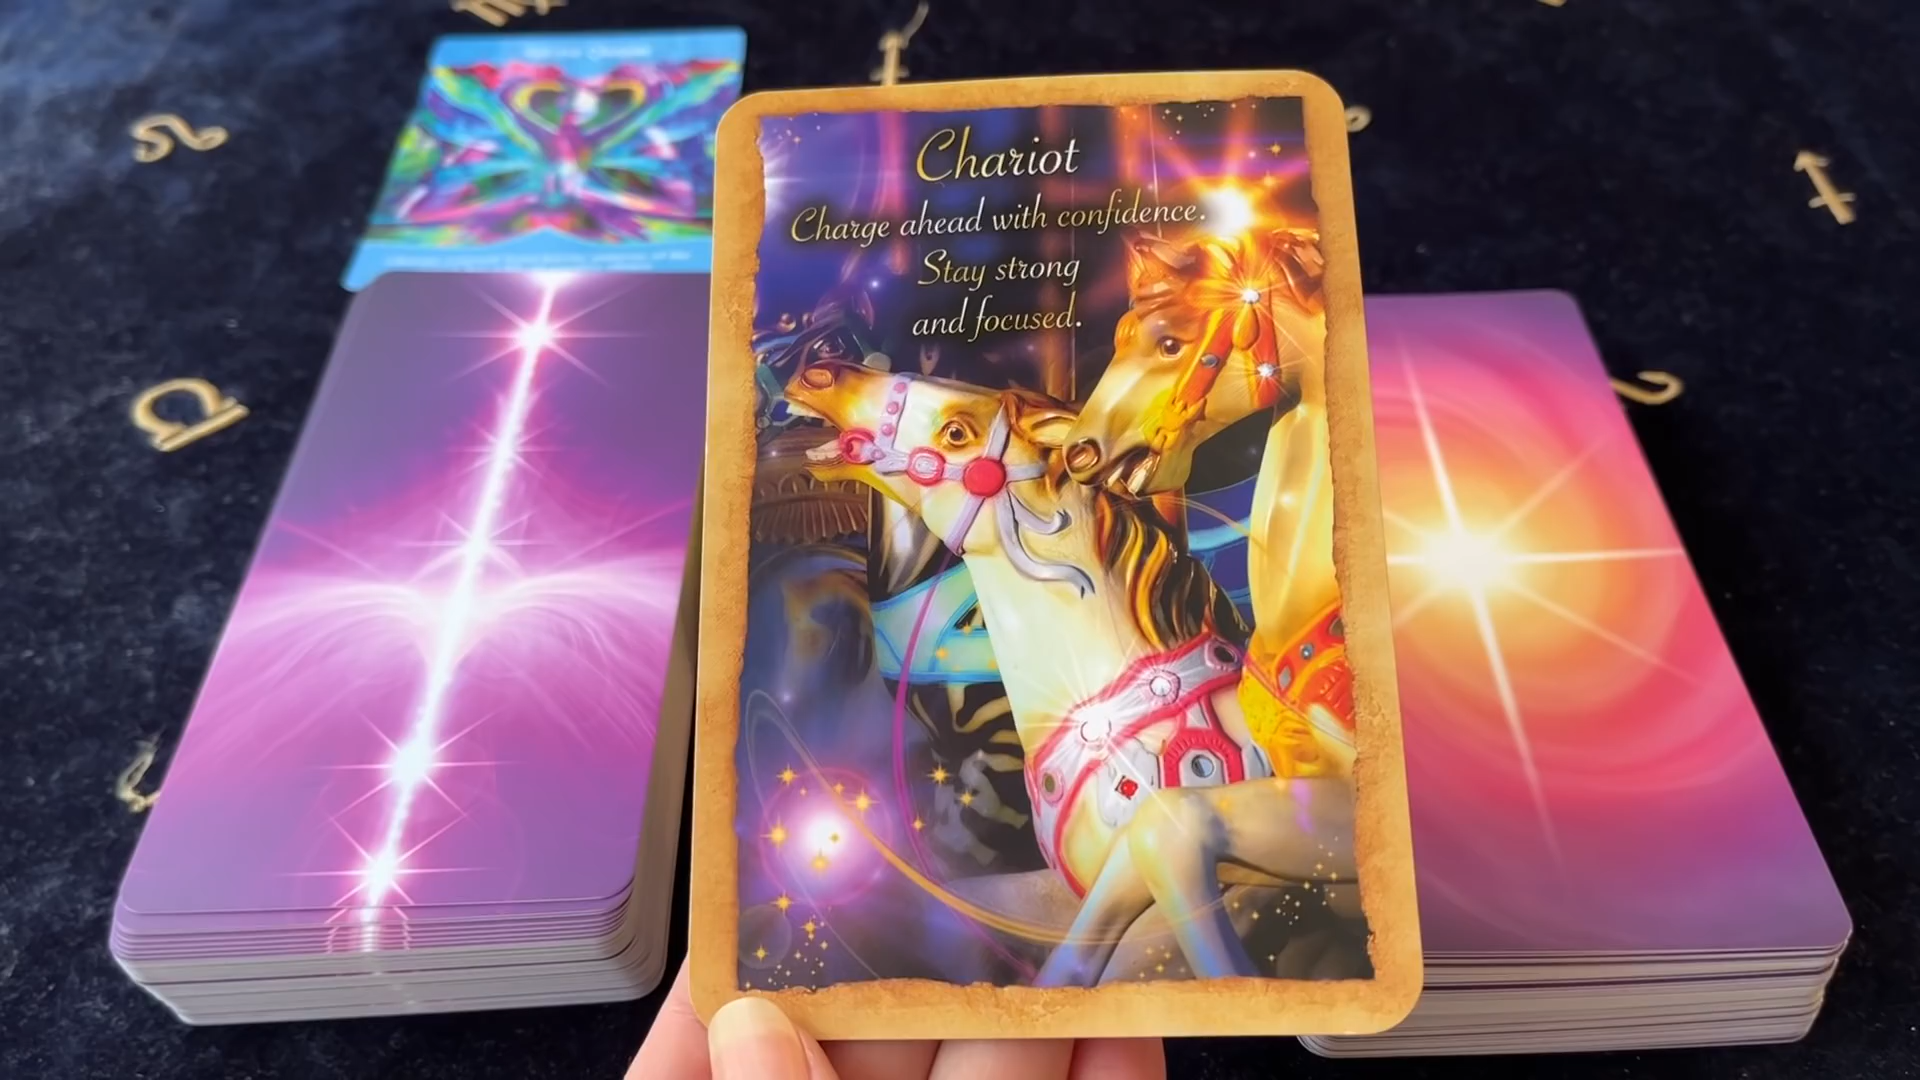 Chariot
Charge ahead with confidence.
Stay strong
and focused.